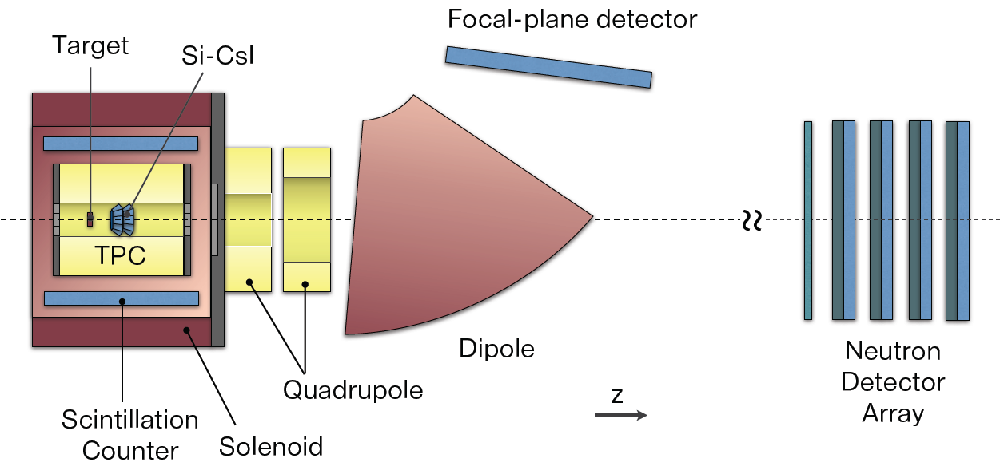 Focal-plane detector
Target
Si-CsI
TPC
Dipole
Neutron
Detector
Array
Quadrupole
z
Scintillation
Counter
Solenoid